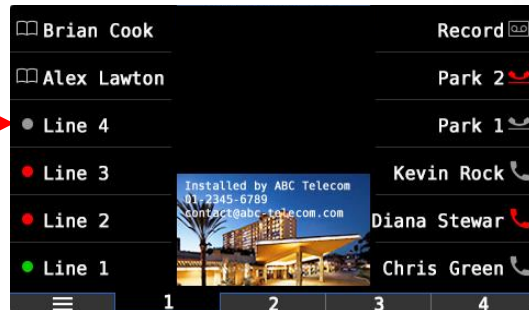 Brian Cook
Record
Alex Lawton
Park 2
Line 4
Park 1
Line 3
Kevin Rock
Line 2
Diana Stewar
Line 1
Chris Green
Installed by ABC Telecom
01-2345-6789
contact@abc-telecom.com
1
2
3
4